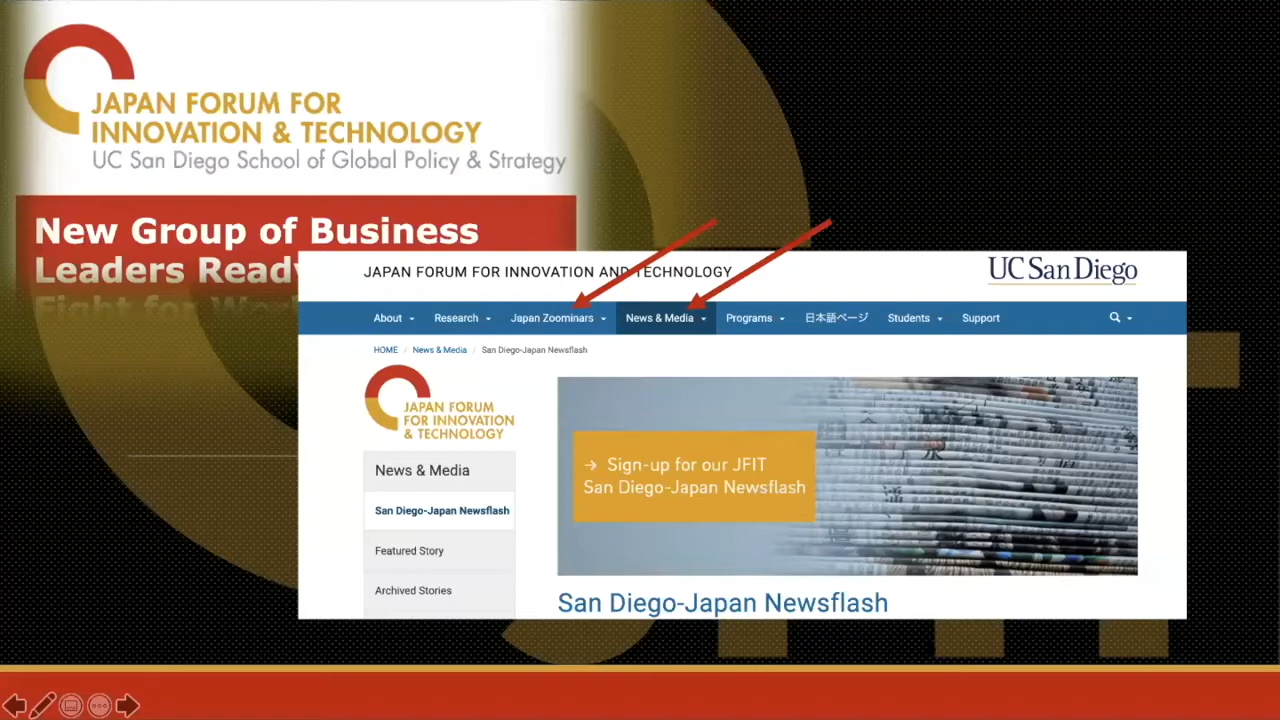 JAPAN FORUM FOR
INNOVATION & TECHNOLOGY
UC San Diego School of Global Policy & Strategy
New Group of Business
Leaders Ready
Fight for
JAPAN FORUM FOR INNOVATION AND TECHNOLOGY
UC San Diego
About
Research
Japan Zoominars
News & Media
Programs
日本語ページ
Students
Support
HOME / News & Media / San Diego-Japan Newsflash
JAPAN FORUM
FOR INNOVATION
& TECHNOLOGY
News & Media
San Diego-Japan Newsflash
Featured Story
Archived Stories
→ Sign-up for our JFIT
San Diego-Japan Newsflash
San Diego-Japan Newsflash